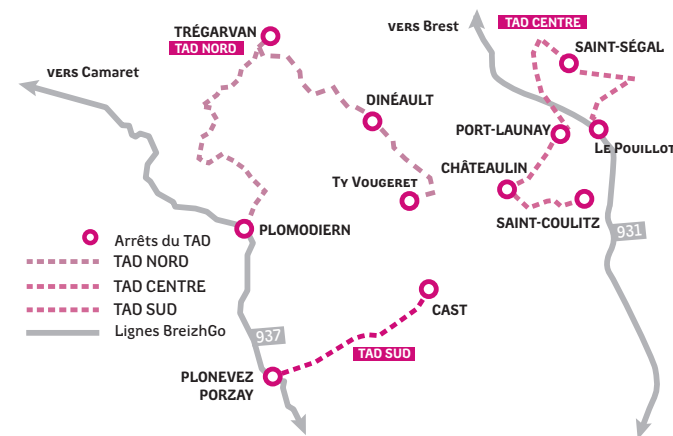 TRÉGARVAN
TAD NORD
VERS Brest
TAD CENTRE
SAINT-SÉGAL
VERS Camaret
DINÉAULT
PORT-LAUNAY
LE POUILLOT
CHÂTEAULIN
TY VOUGERET
SAINT-COULITZ
PLOMODIERN
931
Arrêts du TAD
TAD NORD
TAD CENTRE
TAD SUD
Lignes BreizhGo
CAST
937
TAD SUD
PLONEVEZ
PORZAY